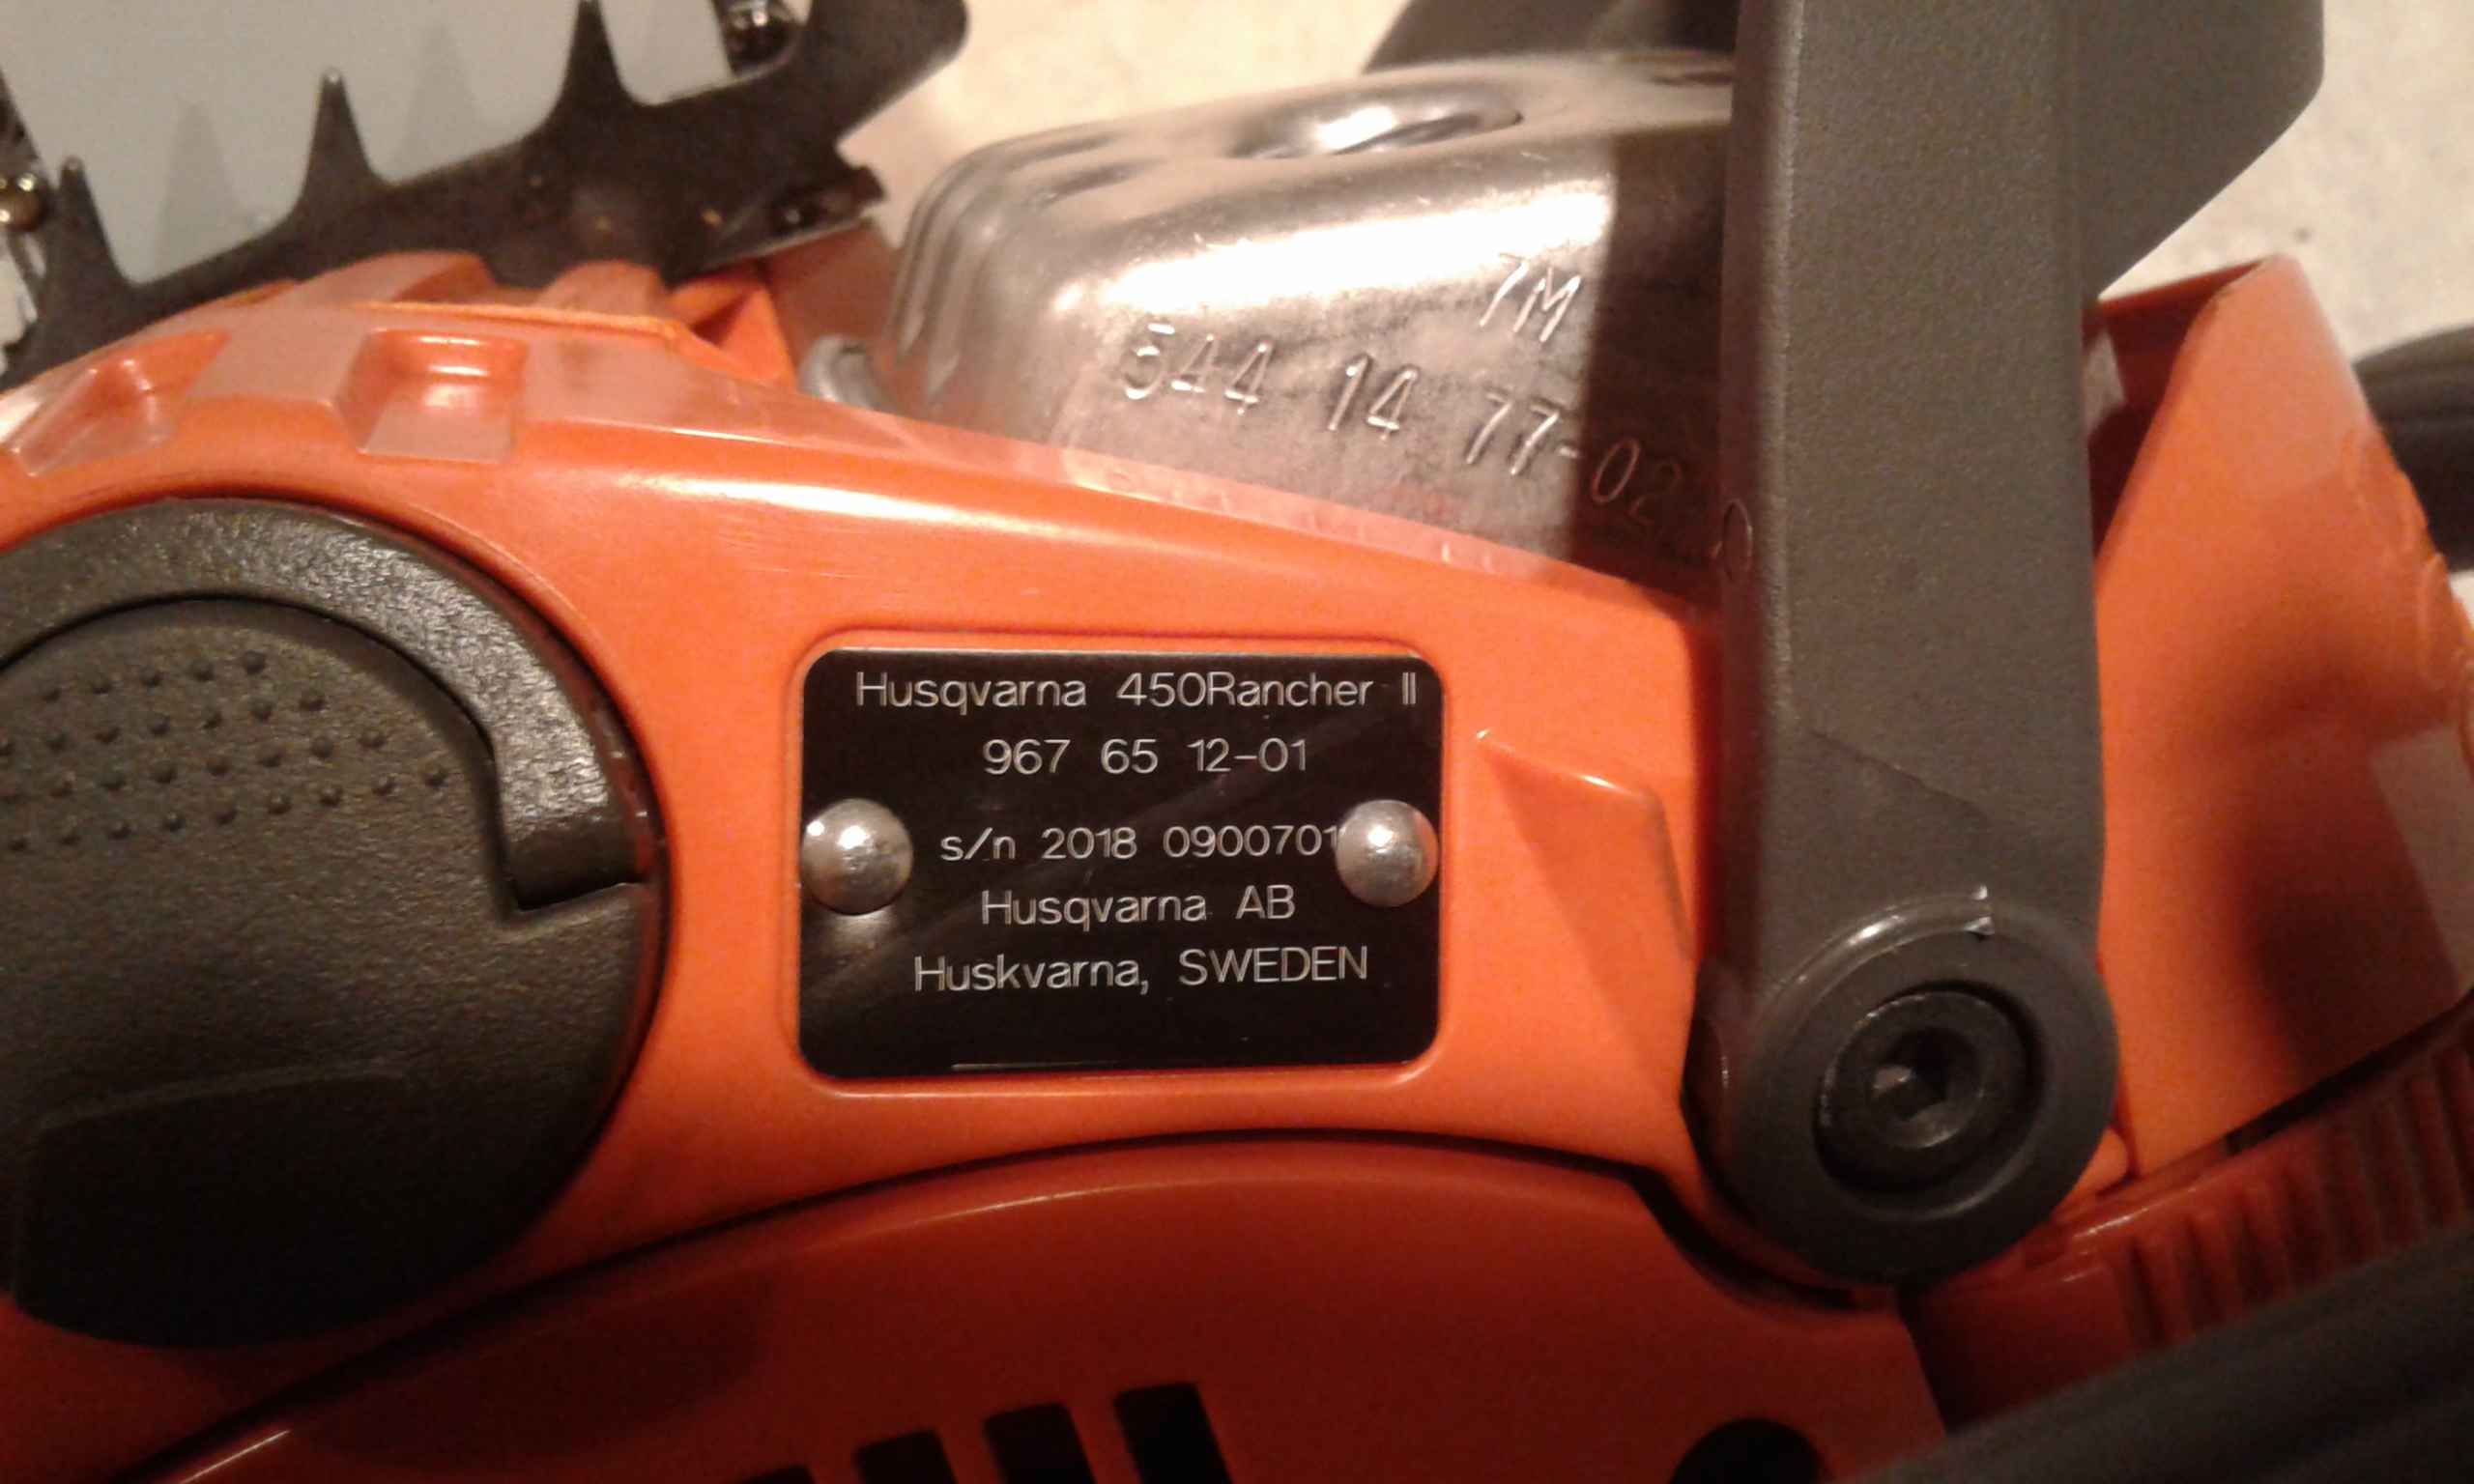 7M
544 14 77-02
Husqvarna 450Rancher II
967 65 12-01
s/n 2018 0900701
Husqvarna AB
Huskvarna, SWEDEN